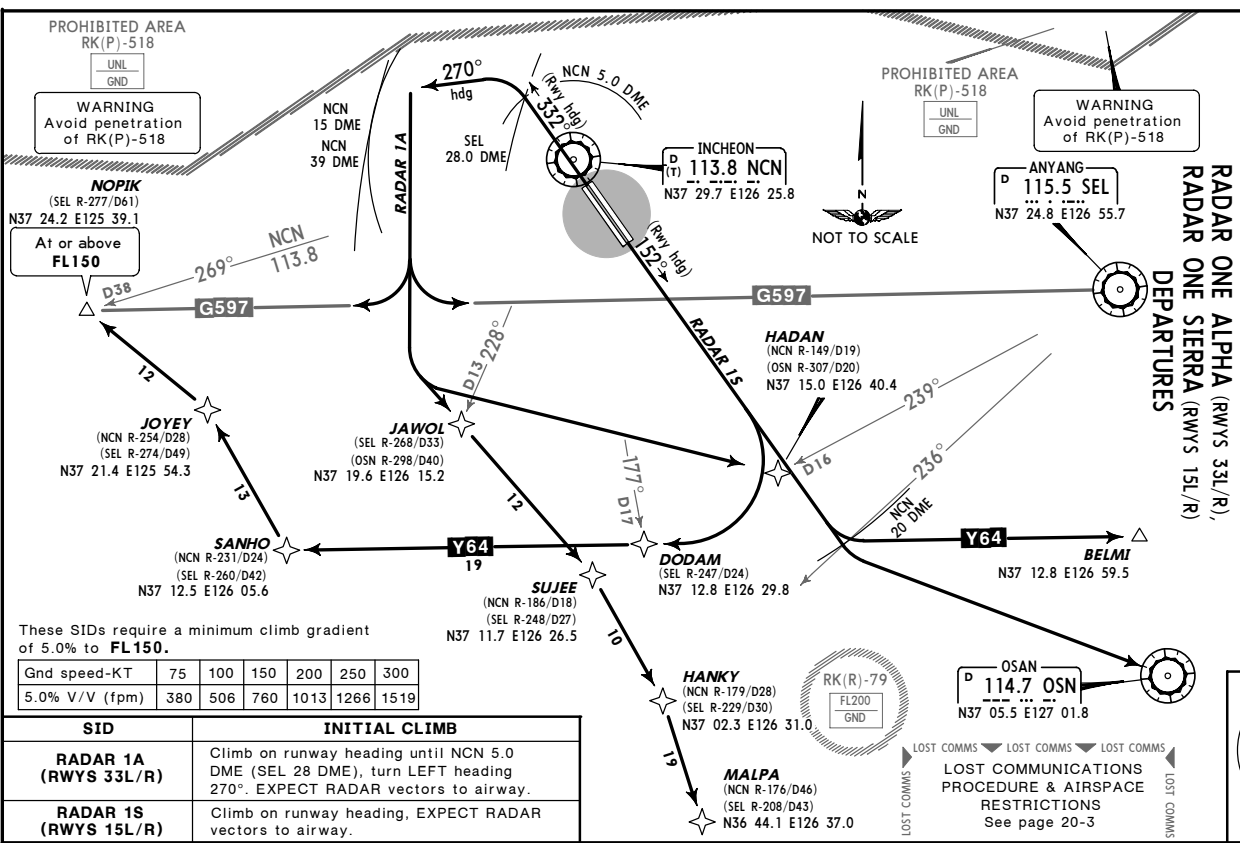 PROHIBITED AREA
RK(P)-518
UNL
GND
WARNING
Avoid penetration
of RK(P)-518
NOPIK
(SEL R-277/D61)
N37 24.2 E125 39.1
At or above
FL150
NCN
15 DME
NCN
39 DME
RADAR 1A
270°
hdg
SEL
28.0 DME
(Rwy hdg)
332°
NCN 5.0 DME
INCHEON
D
(T) 113.8 NCN
N37 29.7 E126 25.8
N
NOT TO SCALE
PROHIBITED AREA
RK(P)-518
UNL
GND
WARNING
Avoid penetration
of RK(P)-518
ANYANG
D 115.5 SEL
N37 24.8 E126 55.7
RADAR ONE ALPHA (RWYS 33L/R),
RADAR ONE SIERRA (RWYS 15L/R)
DEPARTURES
D38
269°
NCN
113.8
G597
G597
(Rwy hdg)
152°
RADAR 1S
D13
228°
HADAN
(NCN R-149/D19)
(OSN R-307/D20)
N37 15.0 E126 40.4
239°
D16
236°
NCN
20 DME
12
JOYEY
(NCN R-254/D28)
(SEL R-274/D49)
N37 21.4 E125 54.3
13
JAWOL
(SEL R-268/D33)
(OSN R-298/D40)
N37 19.6 E126 15.2
12
177°
D17
SANHO
(NCN R-231/D24)
(SEL R-260/D42)
N37 12.5 E126 05.6
Y64
19
DODAM
(SEL R-247/D24)
N37 12.8 E126 29.8
Y64
BELMI
N37 12.8 E126 59.5
SUJEE
(NCN R-186/D18)
(SEL R-248/D27)
N37 11.7 E126 26.5
10
HANKY
(NCN R-179/D28)
(SEL R-229/D30)
N37 02.3 E126 31.0
19
MALPA
(NCN R-176/D46)
(SEL R-208/D43)
N36 44.1 E126 37.0
RK(R)-79
FL200
GND
OSAN
D 114.7 OSN
N37 05.5 E127 01.8
LOST COMMS LOST COMMS LOST COMMS
LOST COMMS
LOST COMMUNICATIONS
PROCEDURE & AIRSPACE
RESTRICTIONS
See page 20-3
LOST COMMS
These SIDs require a minimum climb gradient
of 5.0% to FL150.
Gnd speed-KT 75 100 150 200 250 300
5.0% V/V (fpm) 380 506 760 1013 1266 1519
SID INITIAL CLIMB
RADAR 1A
(RWYS 33L/R)
Climb on runway heading until NCN 5.0
DME (SEL 28 DME), turn LEFT heading
270°. EXPECT RADAR vectors to airway.
RADAR 1S
(RWYS 15L/R)
Climb on runway heading, EXPECT RADAR
vectors to airway.